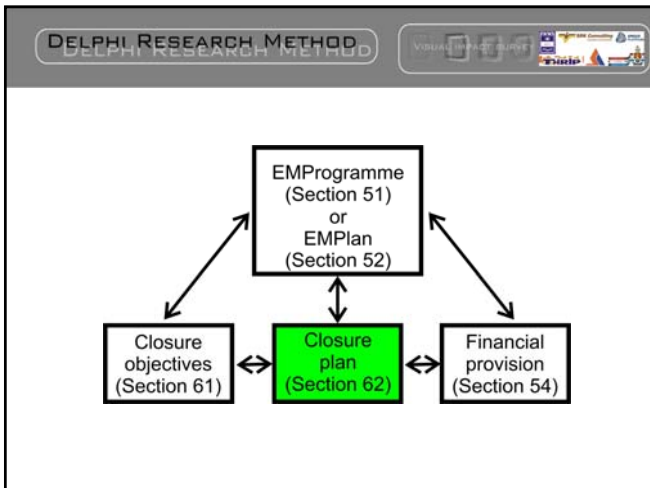 DELPHI RESEARCH METHOD
VISUAL IMPACT SURVEY
THRIP
EMProgramme
(Section 51)
or
EMPlan
(Section 52)
Closure
objectives
(Section 61)
Closure
plan
(Section 62)
Financial
provision
(Section 54)